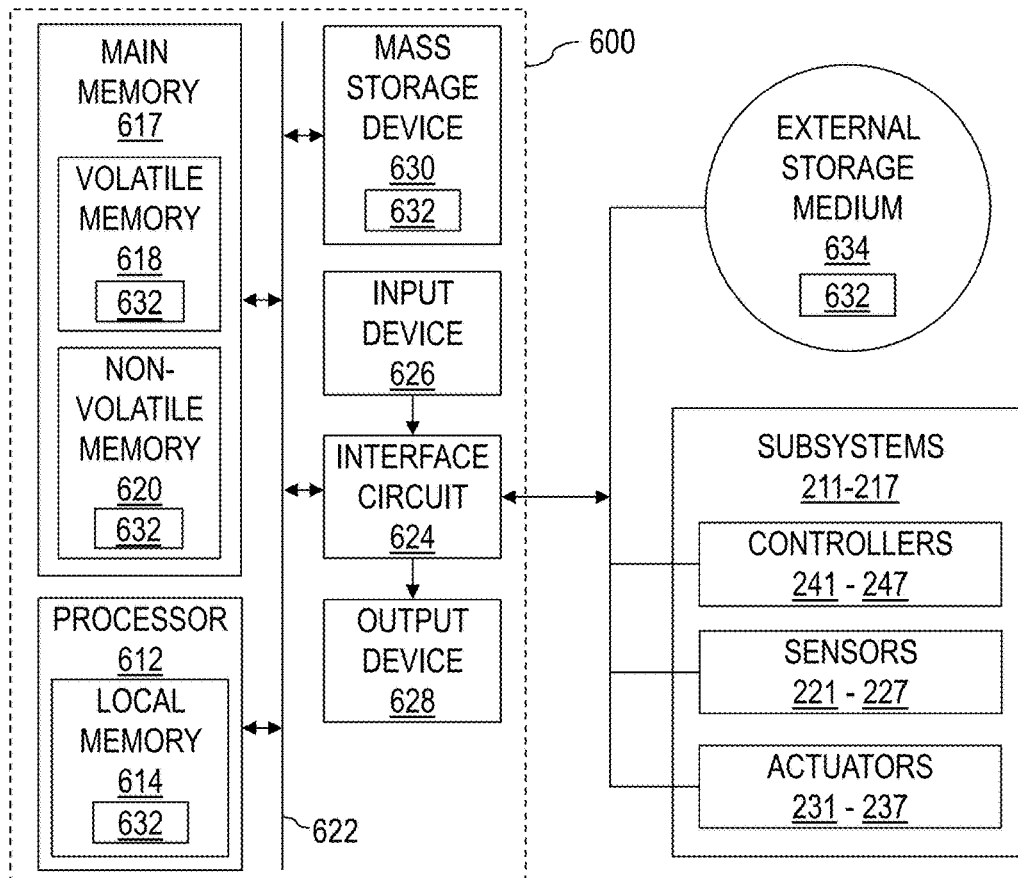 MAIN
MEMORY
617
VOLATILE
MEMORY
618
632
NON-
VOLATILE
MEMORY
620
632
PROCESSOR
612
LOCAL
MEMORY
614
632
622
MASS
STORAGE
DEVICE
630
632
INPUT
DEVICE
626
INTERFACE
CIRCUIT
624
OUTPUT
DEVICE
628
600
EXTERNAL
STORAGE
MEDIUM
634
632
SUBSYSTEMS
211-217
CONTROLLERS
241 - 247
SENSORS
221 - 227
ACTUATORS
231 - 237